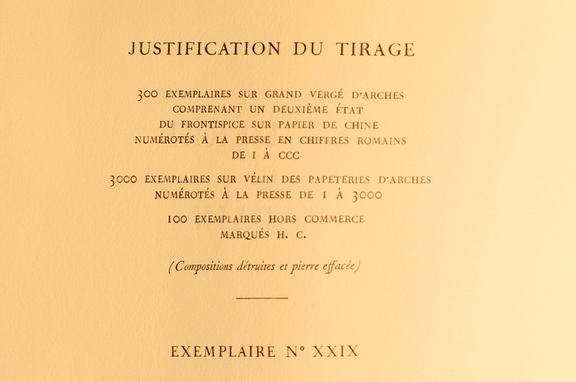 JUSTIFICATION DU TIRAGE
300 EXEMPLAIRES SUR GRAND VERGÉ D'ARCHES
COMPRENANT UN DEUXIÈME ÉTAT
DU FRONTISPICE SUR PAPIER DE CHINE
NUMÉROTÉS À LA PRESSE EN CHIFFRES ROMAINS
DE I À CCC
3000 EXEMPLAIRES SUR VÉLIN DES PAPETERIES D'ARCHES
NUMÉROTÉS À LA PRESSE DE 1 À 3000
100 EXEMPLAIRES HORS COMMERCE
MARQUÉS H. C.
(Compositions détruites et pierre effacée)
EXEMPLAIRE N° XXIX